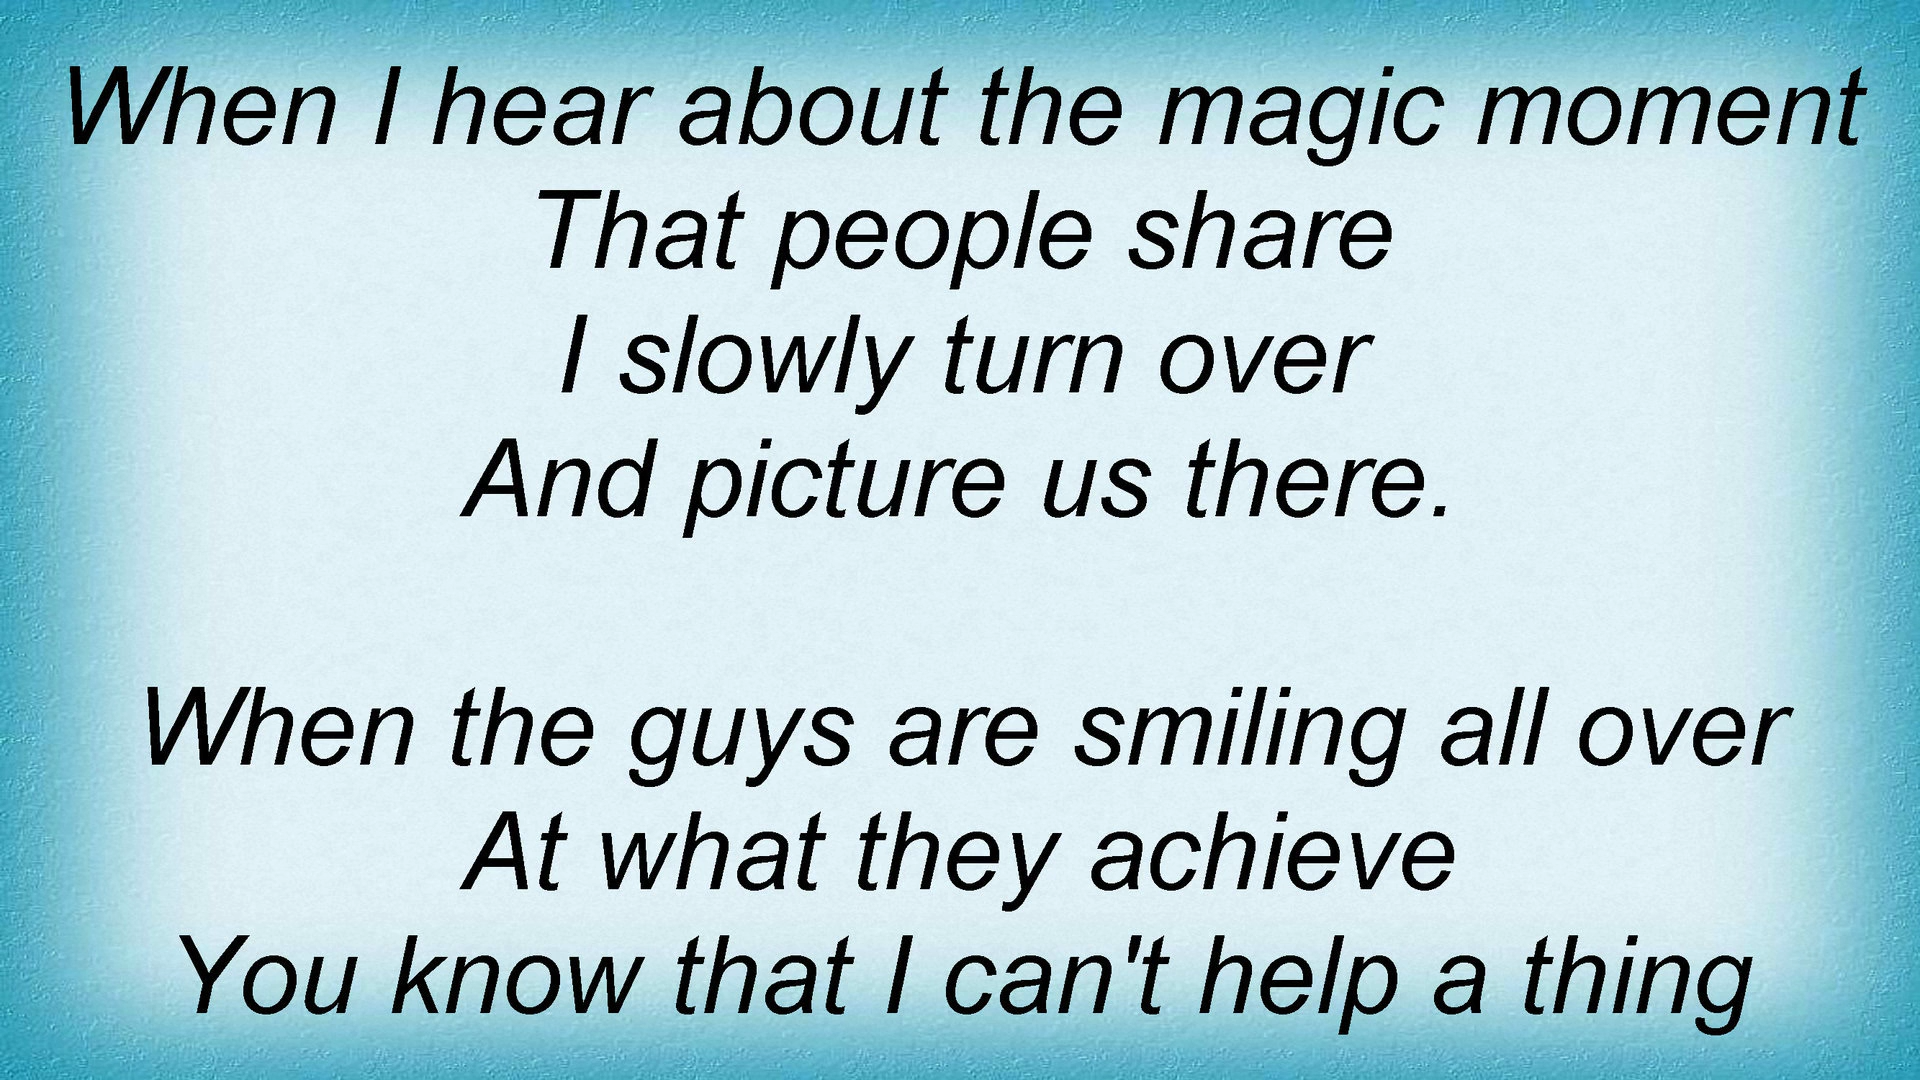 When I hear about the magic moment
That people share
I slowly turn over
And picture us there.
When the guys are smiling all over
At what they achieve
You know that I can't help a thing